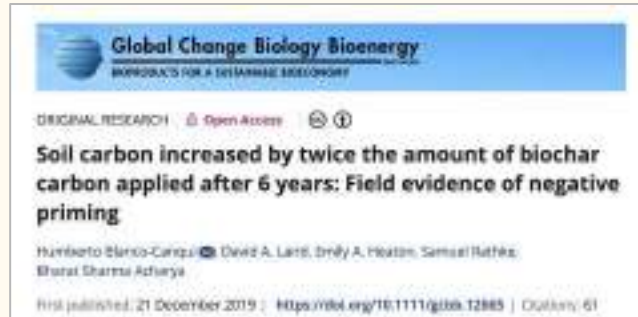 Global Change Biology Bioenergy
BIOPRODUCTS FOR A SUSTAINABLE BIOECONOMY
ORIGINAL RESEARCH Open Access
Soil carbon increased by twice the amount of biochar
carbon applied after 6 years: Field evidence of negative
priming
Humberto Blanco-Canqui, David A. Laird, Emily A. Heaton, Samuel Rathke,
Bharat Sharma Acharya
First published: 21 December 2019 | https://doi.org/10.1111/gcbb.12665 | Citations: 61